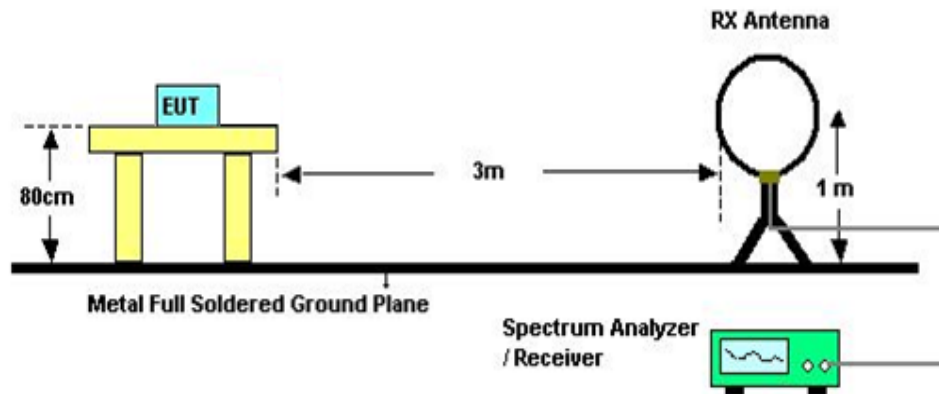 RX Antenna
EUT
3m
80cm
1 m
Metal Full Soldered Ground Plane
Spectrum Analyzer
/ Receiver